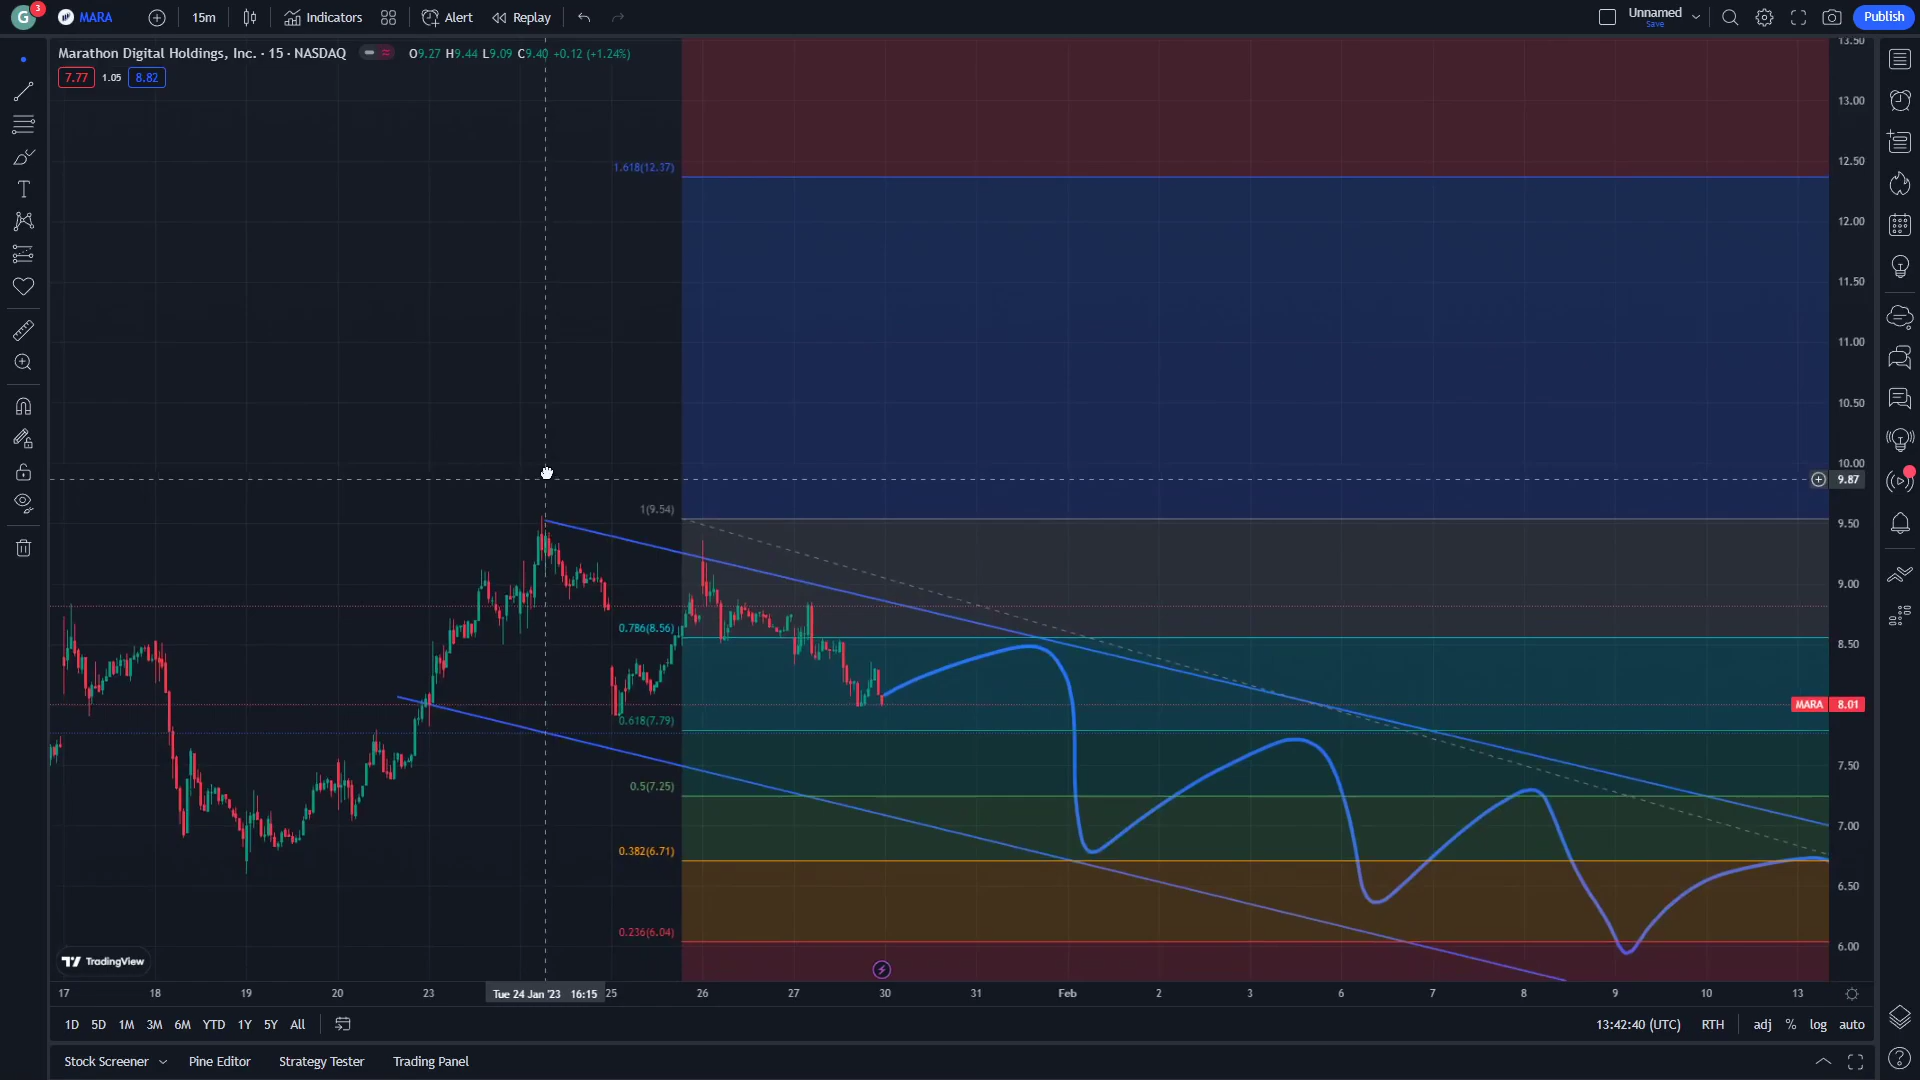 G 3 MARA 15m Indicators Alert Replay Unnamed Save Publish
Marathon Digital Holdings, Inc. · 15 · NASDAQ O9.27 H9.44 L9.09 C9.40 +0.12 (+1.24%)
7.77 1.05 8.82
1.618(12.37)
1(9.54)
0.786(8.56)
0.618(7.79)
0.5(7.25)
0.382(6.71)
0.236(6.04)
13.50
13.00
12.50
12.00
11.50
11.00
10.50
10.00
9.87
9.50
9.00
8.50
MARA 8.01
7.50
7.00
6.50
6.00
TradingView
17 18 19 20 23 Tue 24 Jan '23 16:15 25 26 27 30 31 Feb 2 3 6 7 8 9 10 13
1D 5D 1M 3M 6M YTD 1Y 5Y All 13:42:40 (UTC) RTH adj % log auto
Stock Screener Pine Editor Strategy Tester Trading Panel